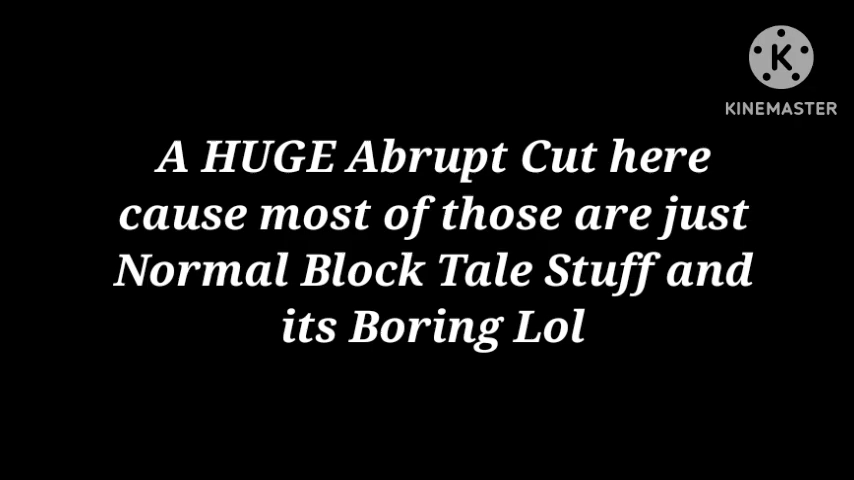 K
KINEMASTER
A HUGE Abrupt Cut here
cause most of those are just
Normal Block Tale Stuff and
its Boring Lol